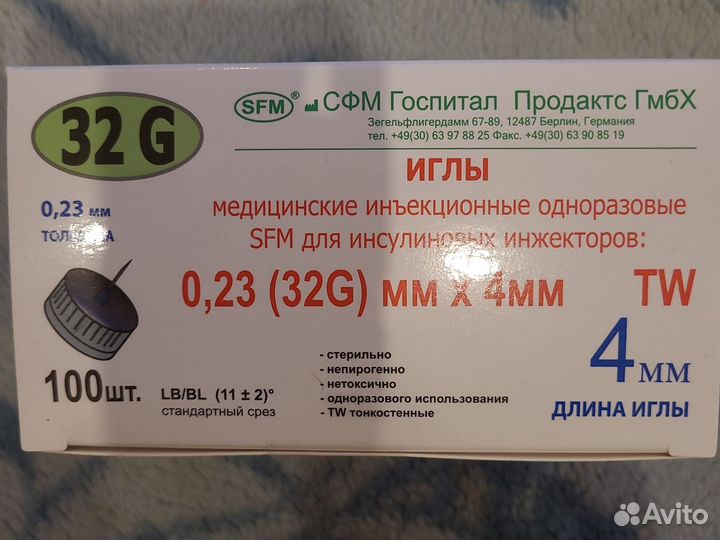 32 G
SFM® СФМ Госпитал Продактс ГмбХ
Зегельфлигердамм 67-89, 12487 Берлин, Германия
тел. +49(30) 63 97 88 25 Факс. +49(30) 63 90 85 19
ИГЛЫ
медицинские инъекционные одноразовые
SFM для инсулиновых инжекторов:
0,23 мм
0,23 (32G) мм x 4мм TW
4 мм
ДЛИНА ИГЛЫ
100шт.
LB/BL (11 ± 2)°
стандартный срез
- стерильно
- непирогенно
- нетоксично
- одноразового использования
- TW тонкостенные
Avito